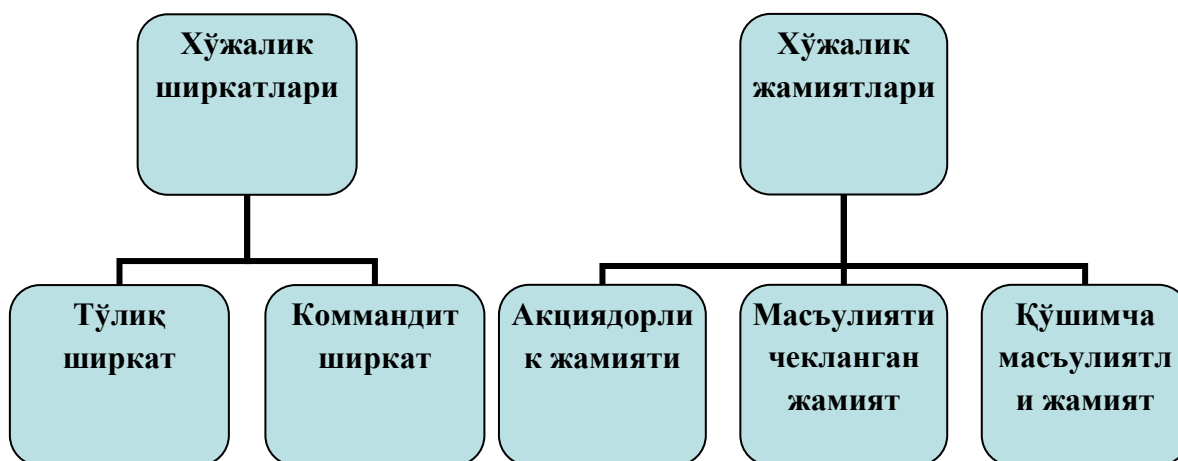 Хўжалик
ширкатлари
Хўжалик
жамиятлари
Тўлиқ
ширкат
Коммандит
ширкат
Акциядорли
к жамияти
Масъулияти
чекланган
жамият
Қўшимча
масъулиятл
и жамият